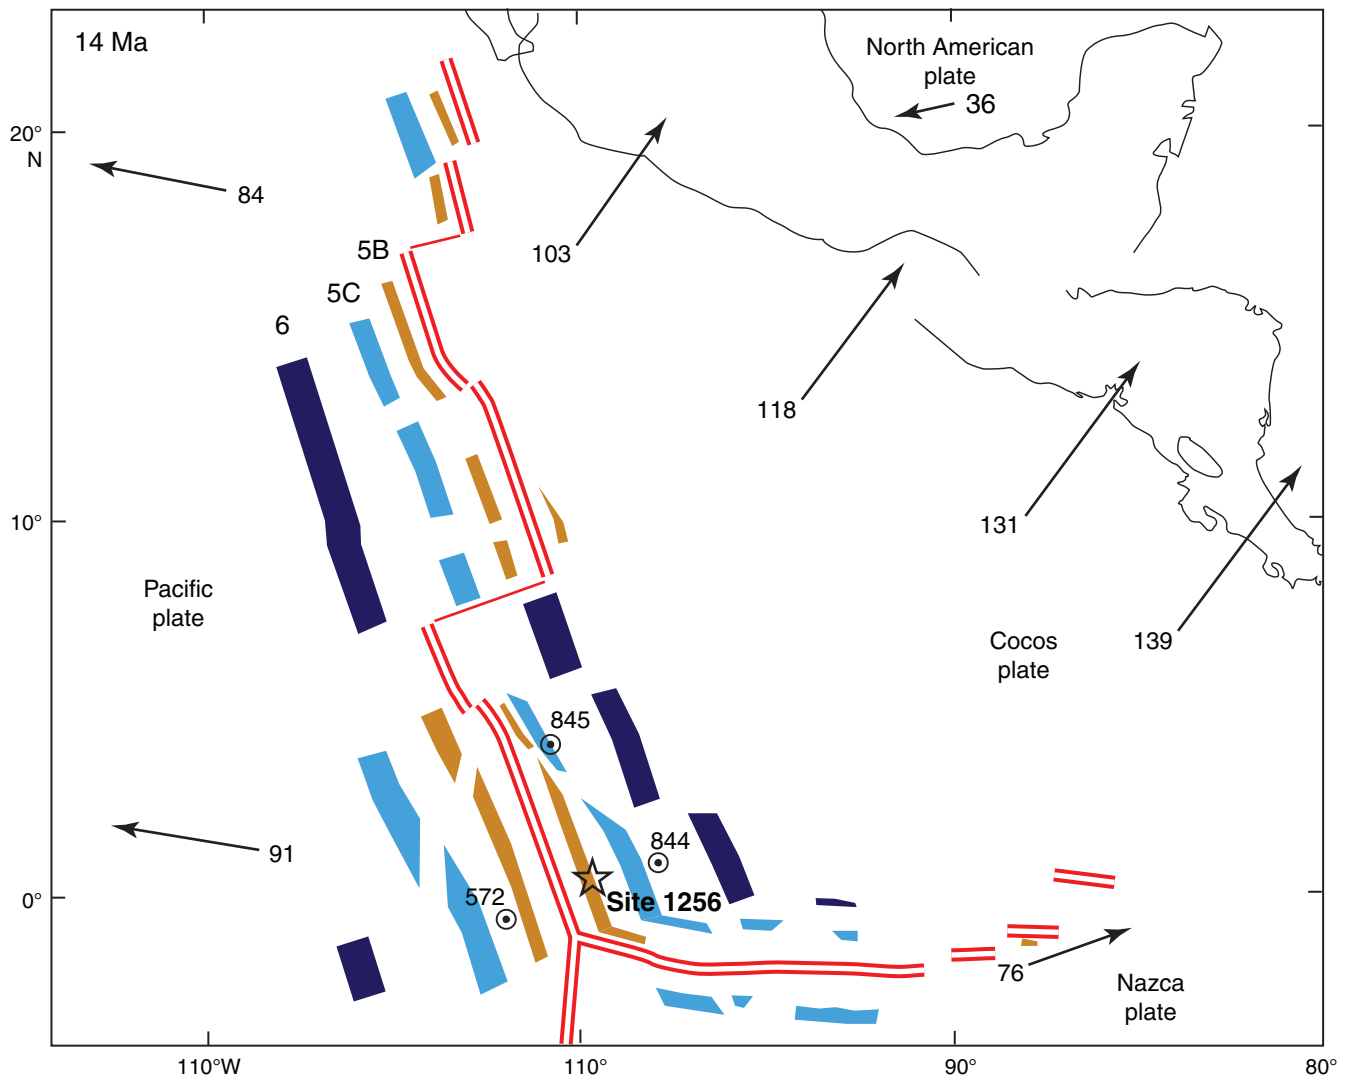 14 Ma
North American
plate
36
20°
N
84
103
5B
5C
6
118
10°
131
Pacific
plate
Cocos
plate
139
845
844
91
572
0°
Site 1256
76
Nazca
plate
110°W
110°
90°
80°